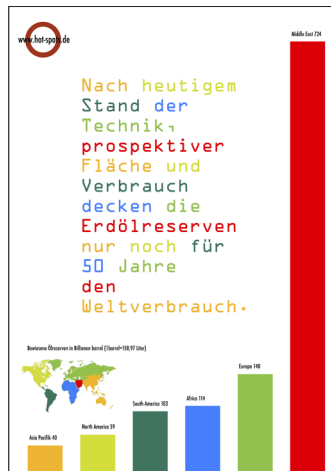 www.hot-spots.de
Middle East 724
Nach heutigem
Stand der
Technik,
prospektiver
Fläche und
Verbrauch
decken die
Erdölreserven
nur noch für
50 Jahre
den
Weltverbrauch.
Bewiesene Ölreserven in Billionen barrel (1barrel=158,97 Liter)
Europa 148
Africa 114
South America 103
North America 59
Asia Pazifik 40